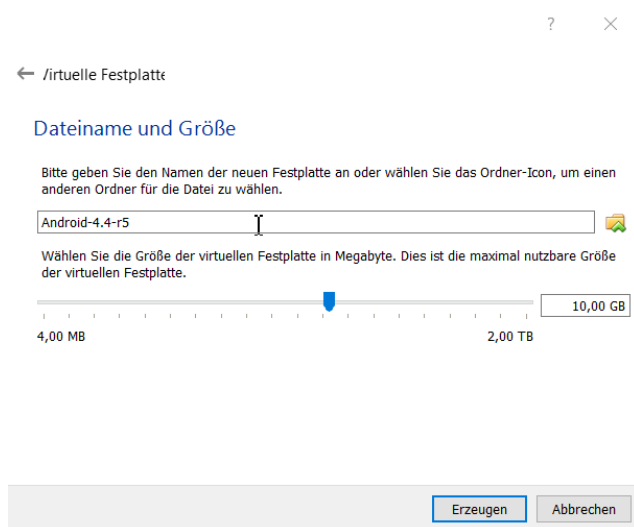 ?
Virtuelle Festplatte
Dateiname und Größe
Bitte geben Sie den Namen der neuen Festplatte an oder wählen Sie das Ordner-Icon, um einen
anderen Ordner für die Datei zu wählen.
Android-4.4-r5
Wählen Sie die Größe der virtuellen Festplatte in Megabyte. Dies ist die maximal nutzbare Größe
der virtuellen Festplatte.
10,00 GB
4,00 MB 2,00 TB
Erzeugen Abbrechen